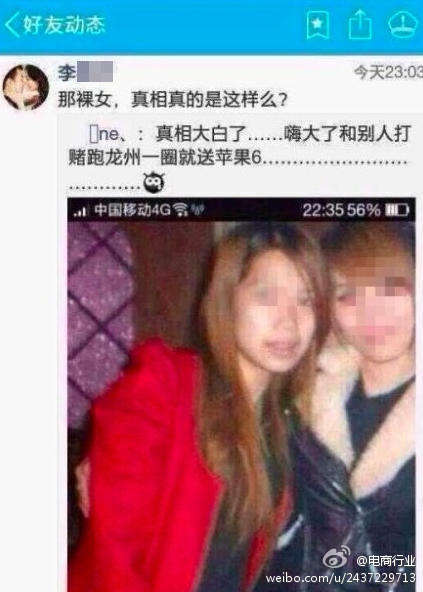 好友动态
李
今天23:03
那裸女，真相真的是这样么？
ne、：真相大白了……嗨大了和别人打
赌跑龙州一圈就送苹果6……………………
…………
中国移动4G 22:35 56%
@电商行业
weibo.com/u/2437229713